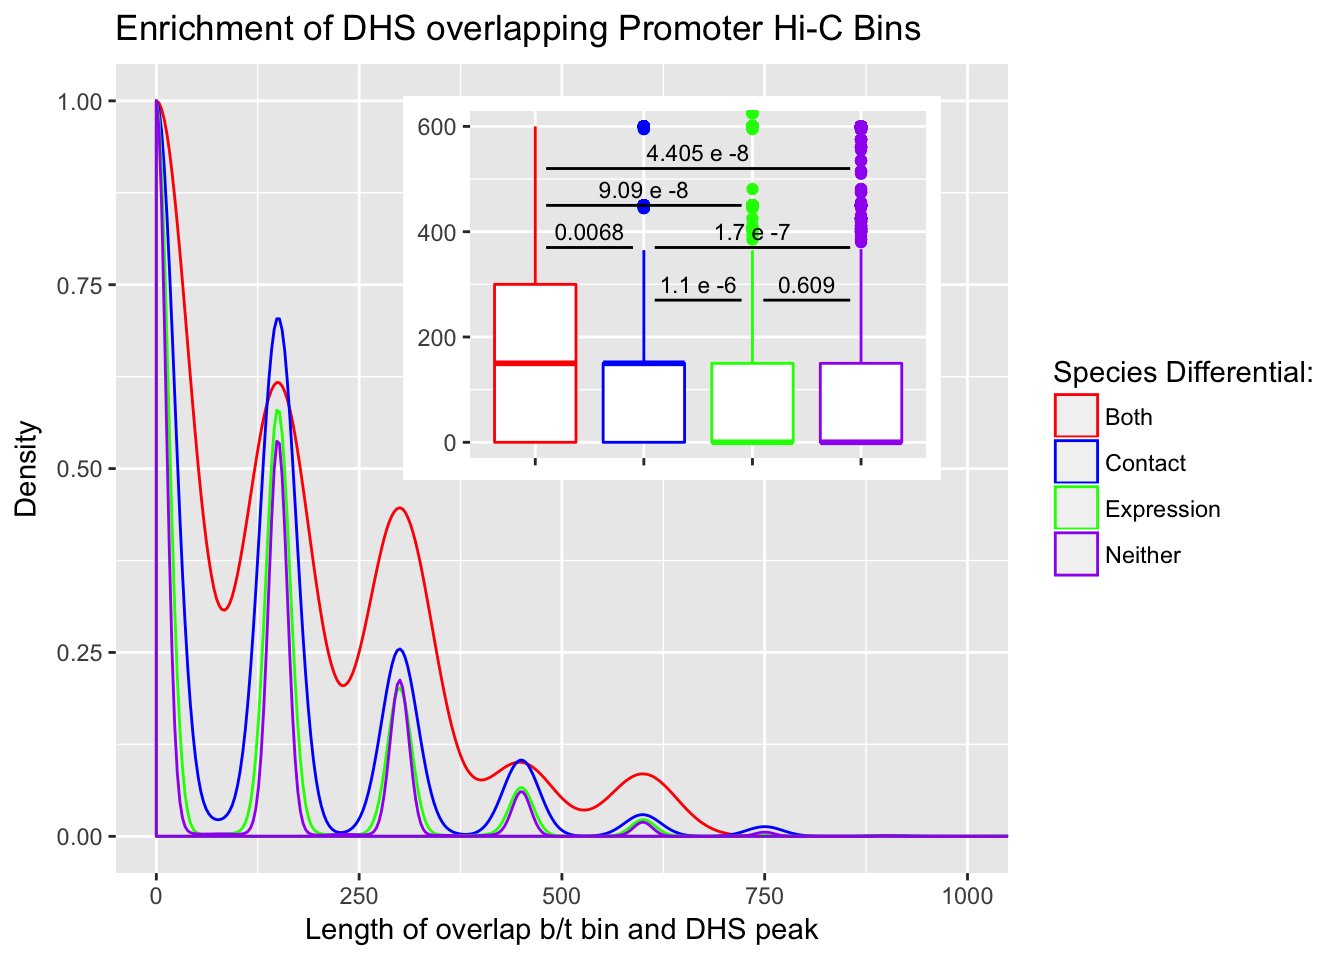 Enrichment of DHS overlapping Promoter Hi-C Bins
1.00
0.75
0.50
0.25
0.00
Density
600
400
200
0
4.405 e -8
9.09 e -8
0.0068
1.7 e -7
1.1 e -6
0.609
0
250
500
750
1000
Length of overlap b/t bin and DHS peak
Species Differential:
Both
Contact
Expression
Neither